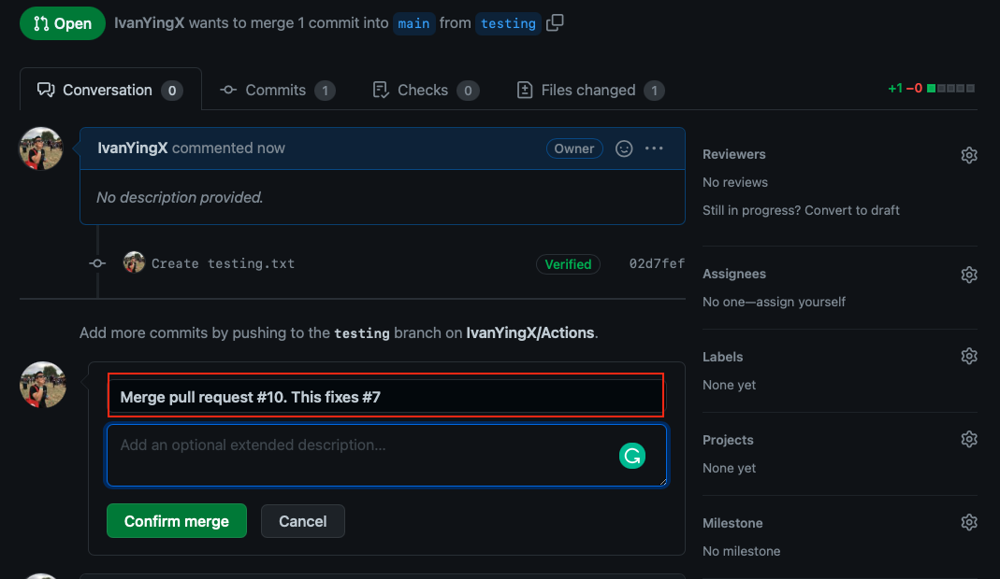 Open IvanYingX wants to merge 1 commit into main from testing
Conversation 0 Commits 1 Checks 0 Files changed 1 +1 −0
IvanYingX commented now Owner
No description provided.
Create testing.txt Verified 02d7fef
Add more commits by pushing to the testing branch on IvanYingX/Actions.
Merge pull request #10. This fixes #7
Add an optional extended description...
Confirm merge Cancel
Reviewers
No reviews
Still in progress? Convert to draft
Assignees
No one—assign yourself
Labels
None yet
Projects
None yet
Milestone
No milestone